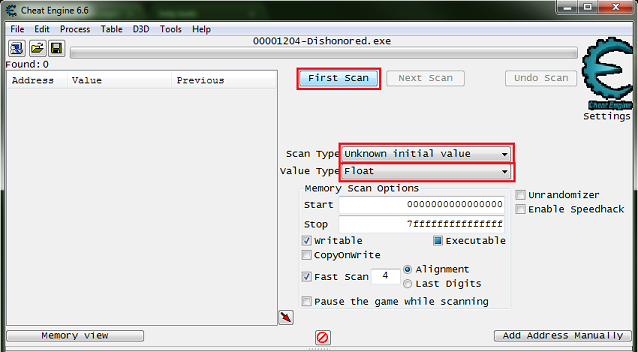 Cheat Engine 6.6
File Edit Process Table D3D Tools Memory Help
00001204-Dishonored.exe
Found:0
Address Value Previous
First Scan Next Scan Undo Scan
Cheat Engine
Settings
Scan Type Unknown initial value
Value Type Float
Memory Scan Options
Start 0000000000000000
Stop 7fffffffffffffff
Unrandomizer
Enable Speedhack
Writable Executable
CopyOnWrite
Fast Scan 4 Alignment
Last Digits
Pause the game while scanning
Memory view Add Address Manually